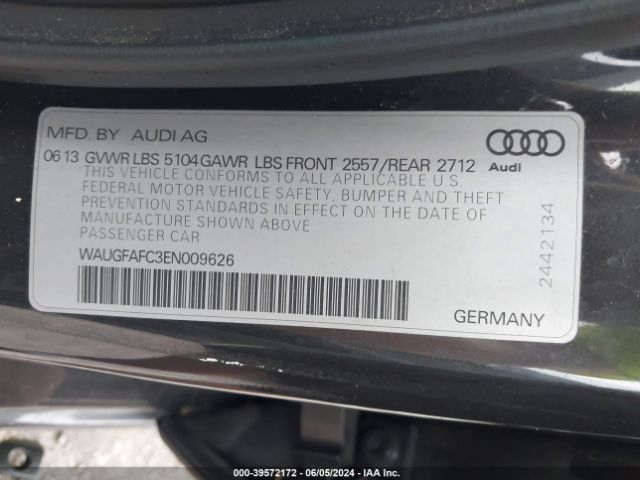 MFD. BY AUDI AG
0613 GVWR LBS 5104 GAWR LBS FRONT 2557/REAR 2712
Audi
THIS VEHICLE CONFORMS TO ALL APPLICABLE U.S.
FEDERAL MOTOR VEHICLE SAFETY, BUMPER AND THEFT
PREVENTION STANDARDS IN EFFECT ON THE DATE OF
MANUFACTURE SHOWN ABOVE
PASSENGER CAR
WAUGFAFC3EN009626
2442134
GERMANY
000-39572172 - 06/05/2024 - IAA Inc.